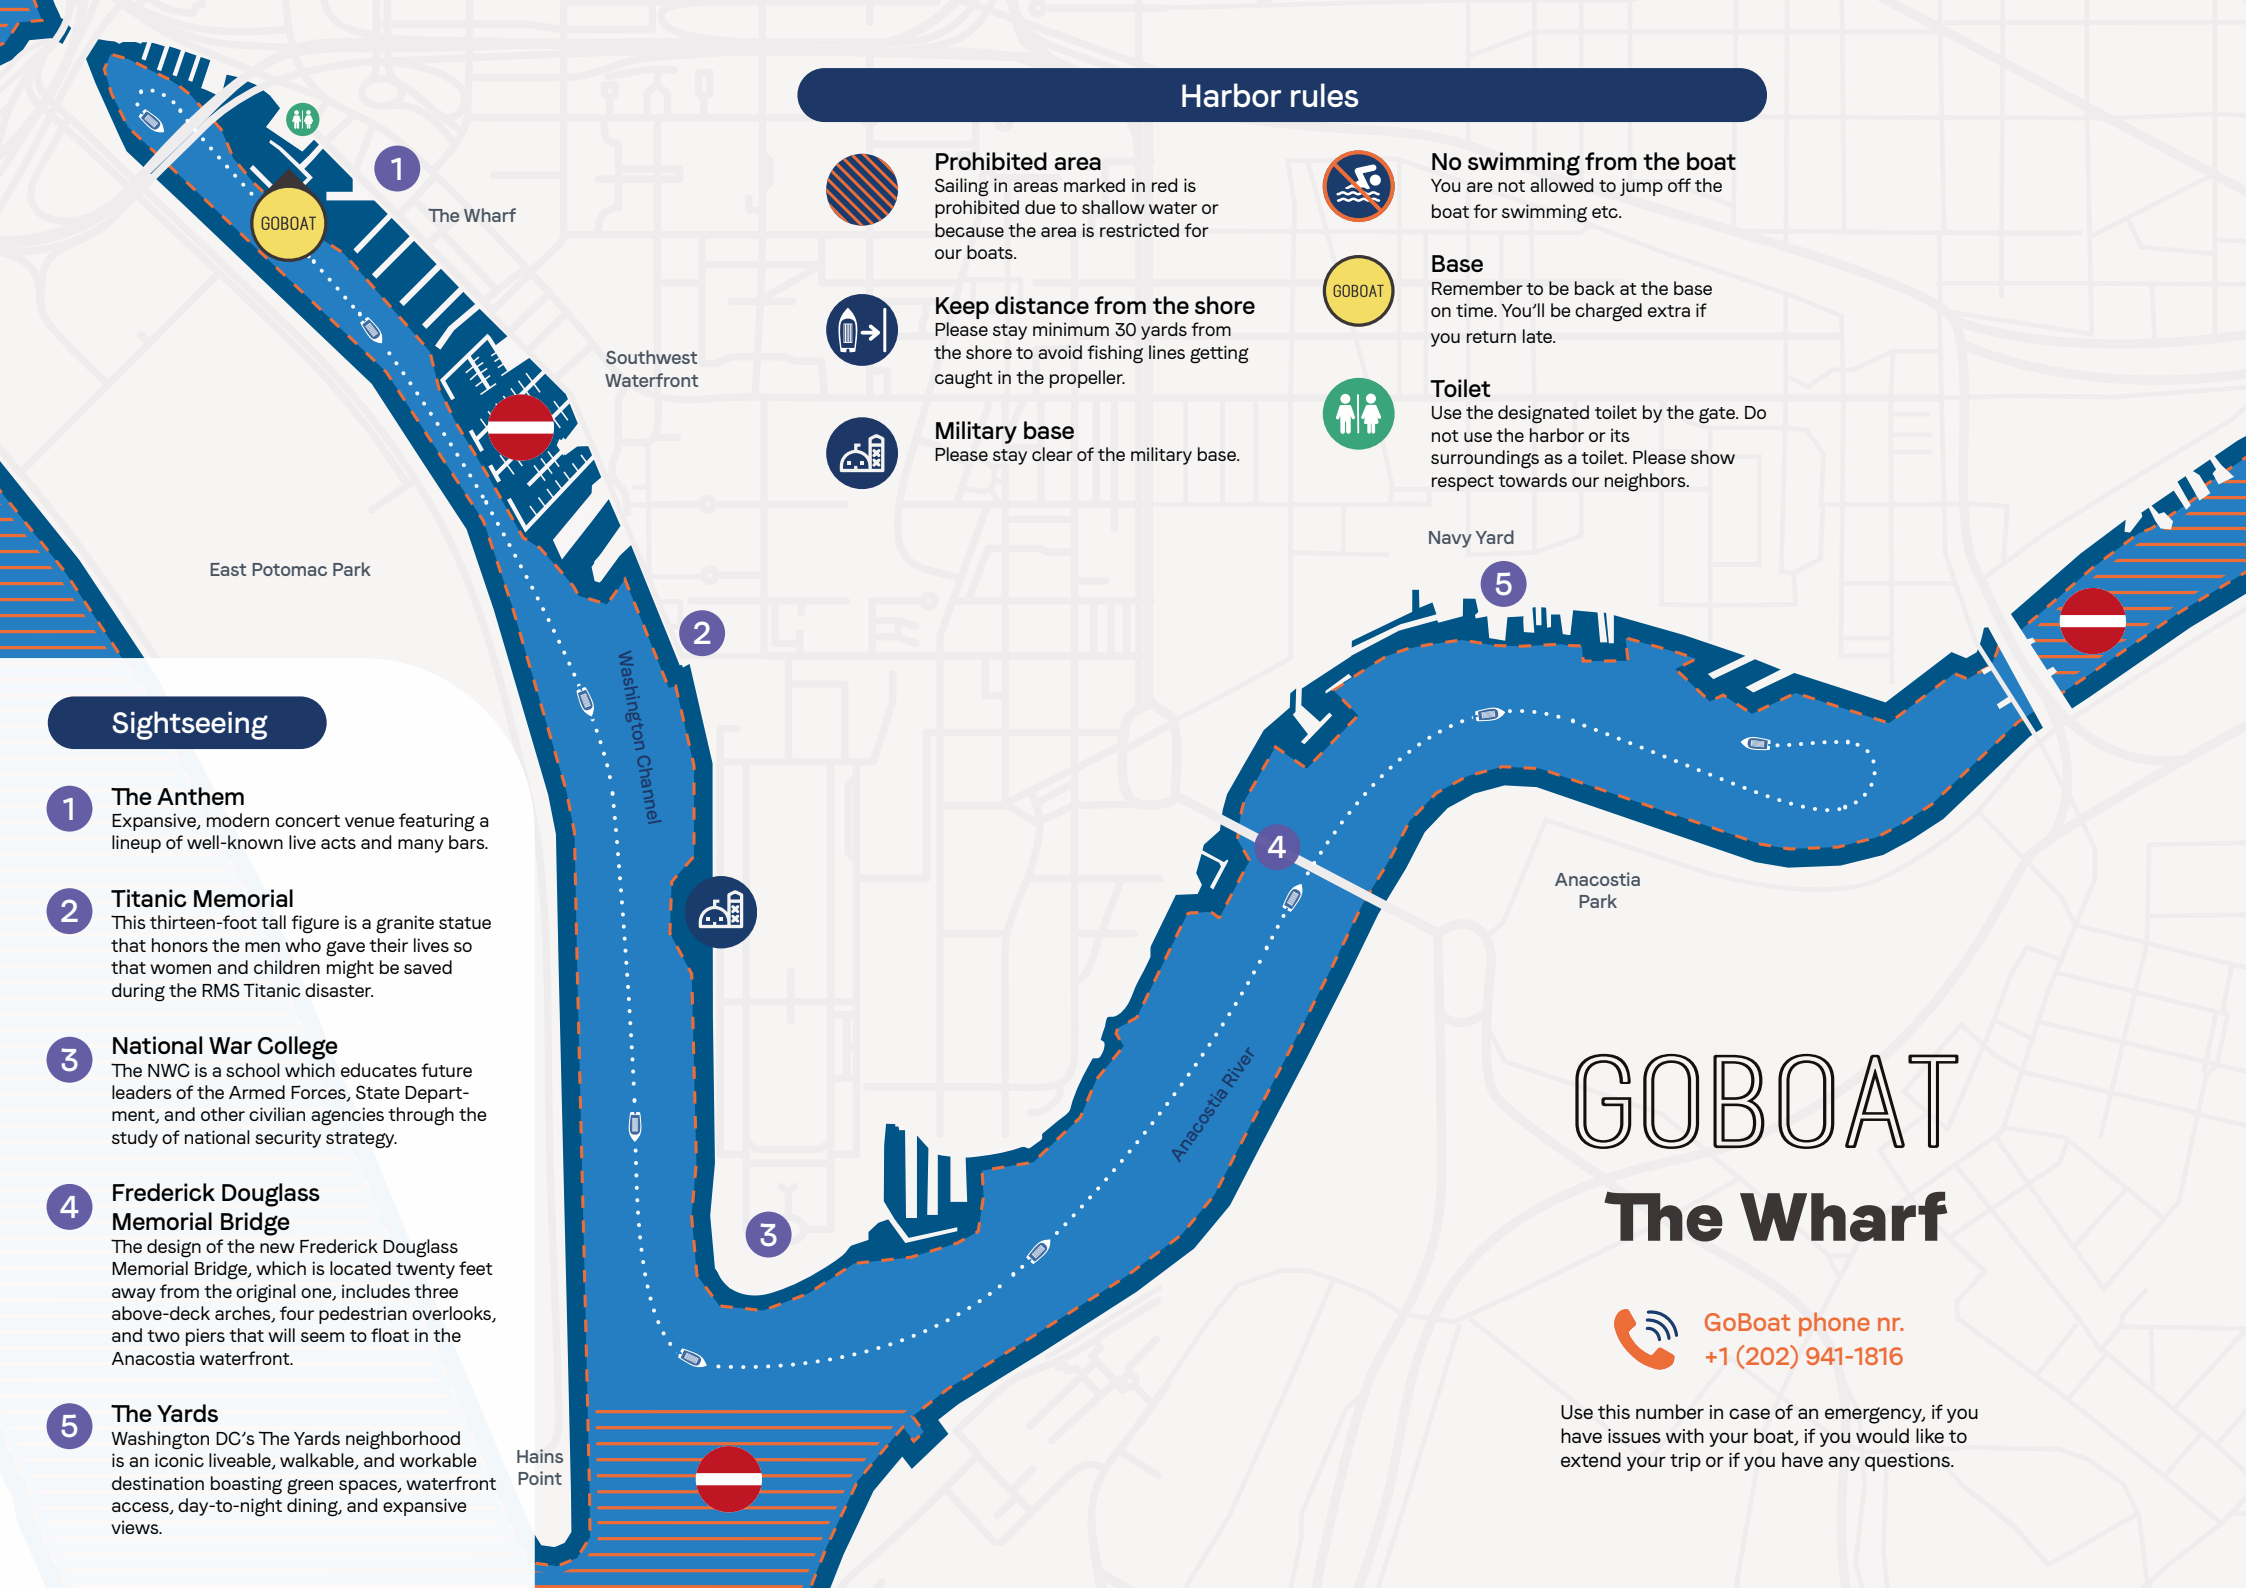 Harbor rules
Prohibited area
Sailing in areas marked in red is
prohibited due to shallow water or
because the area is restricted for
our boats.
Keep distance from the shore
Please stay minimum 30 yards from
the shore to avoid fishing lines getting
caught in the propeller.
Military base
Please stay clear of the military base.
No swimming from the boat
You are not allowed to jump off the
boat for swimming etc.
GOBOAT
Base
Remember to be back at the base
on time. You'll be charged extra if
you return late.
Toilet
Use the designated toilet by the gate. Do
not use the harbor or its
surroundings as a toilet. Please show
respect towards our neighbors.
1
The Wharf
GOBOAT
Southwest
Waterfront
East Potomac Park
2
Washington Channel
Navy Yard
5
4
Anacostia
Park
Anacostia River
3
Hains
Point
Sightseeing
1
The Anthem
Expansive, modern concert venue featuring a
lineup of well-known live acts and many bars.
2
Titanic Memorial
This thirteen-foot tall figure is a granite statue
that honors the men who gave their lives so
that women and children might be saved
during the RMS Titanic disaster.
3
National War College
The NWC is a school which educates future
leaders of the Armed Forces, State Depart-
ment, and other civilian agencies through the
study of national security strategy.
4
Frederick Douglass
Memorial Bridge
The design of the new Frederick Douglass
Memorial Bridge, which is located twenty feet
away from the original one, includes three
above-deck arches, four pedestrian overlooks,
and two piers that will seem to float in the
Anacostia waterfront.
5
The Yards
Washington DC's The Yards neighborhood
is an iconic liveable, walkable, and workable
destination boasting green spaces, waterfront
access, day-to-night dining, and expansive
views.
GOBOAT
The Wharf
GoBoat phone nr.
+1 (202) 941-1816
Use this number in case of an emergency, if you
have issues with your boat, if you would like to
extend your trip or if you have any questions.